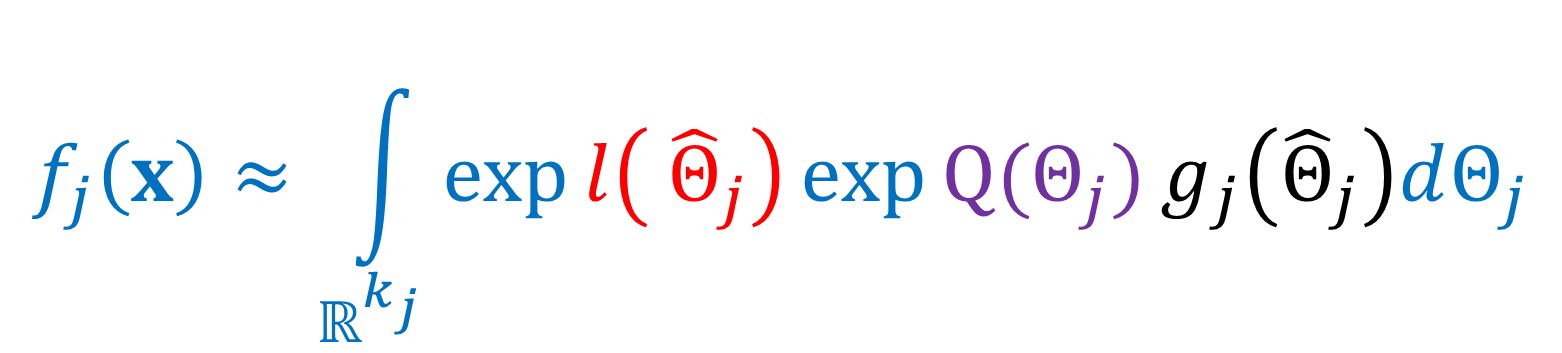 f_j(𝐱) ≈ ∫_{ℝ^{k_j}} exp l( Θ̂_j) exp Q(Θ_j) g_j(Θ̂_j)dΘ_j